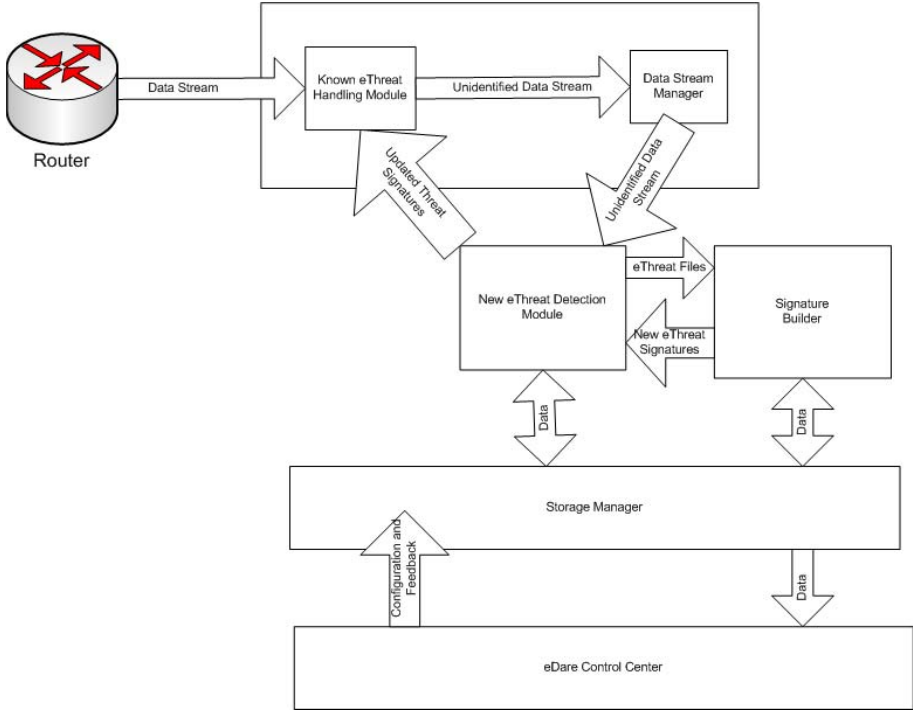 Known eThreat
Handling Module
Data Stream
Manager
Data Stream
Unidentified Data Stream
Router
Updated Threat
Signatures
Unidentified Data
Stream
eThreat Files
New eThreat Detection
Module
Signature
Builder
New eThreat
Signatures
Data
Data
Storage Manager
Configuration and
Feedback
Data
eDare Control Center